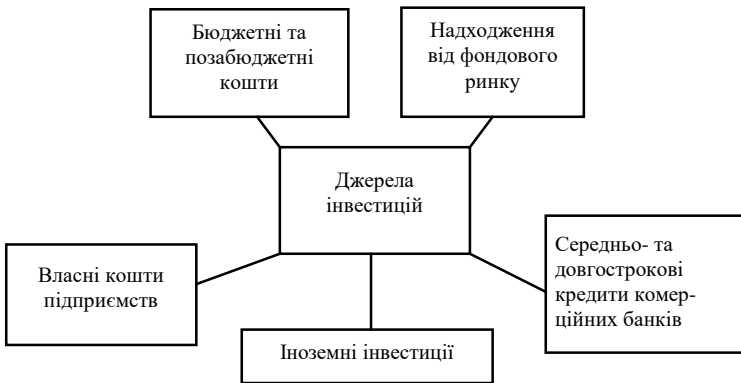 Бюджетні та
позабюджетні
кошти
Надходження
від фондового
ринку
Джерела
інвестицій
Власні кошти
підприємств
Середньо- та
довгострокові
кредити комер-
ційних банків
Іноземні інвестиції